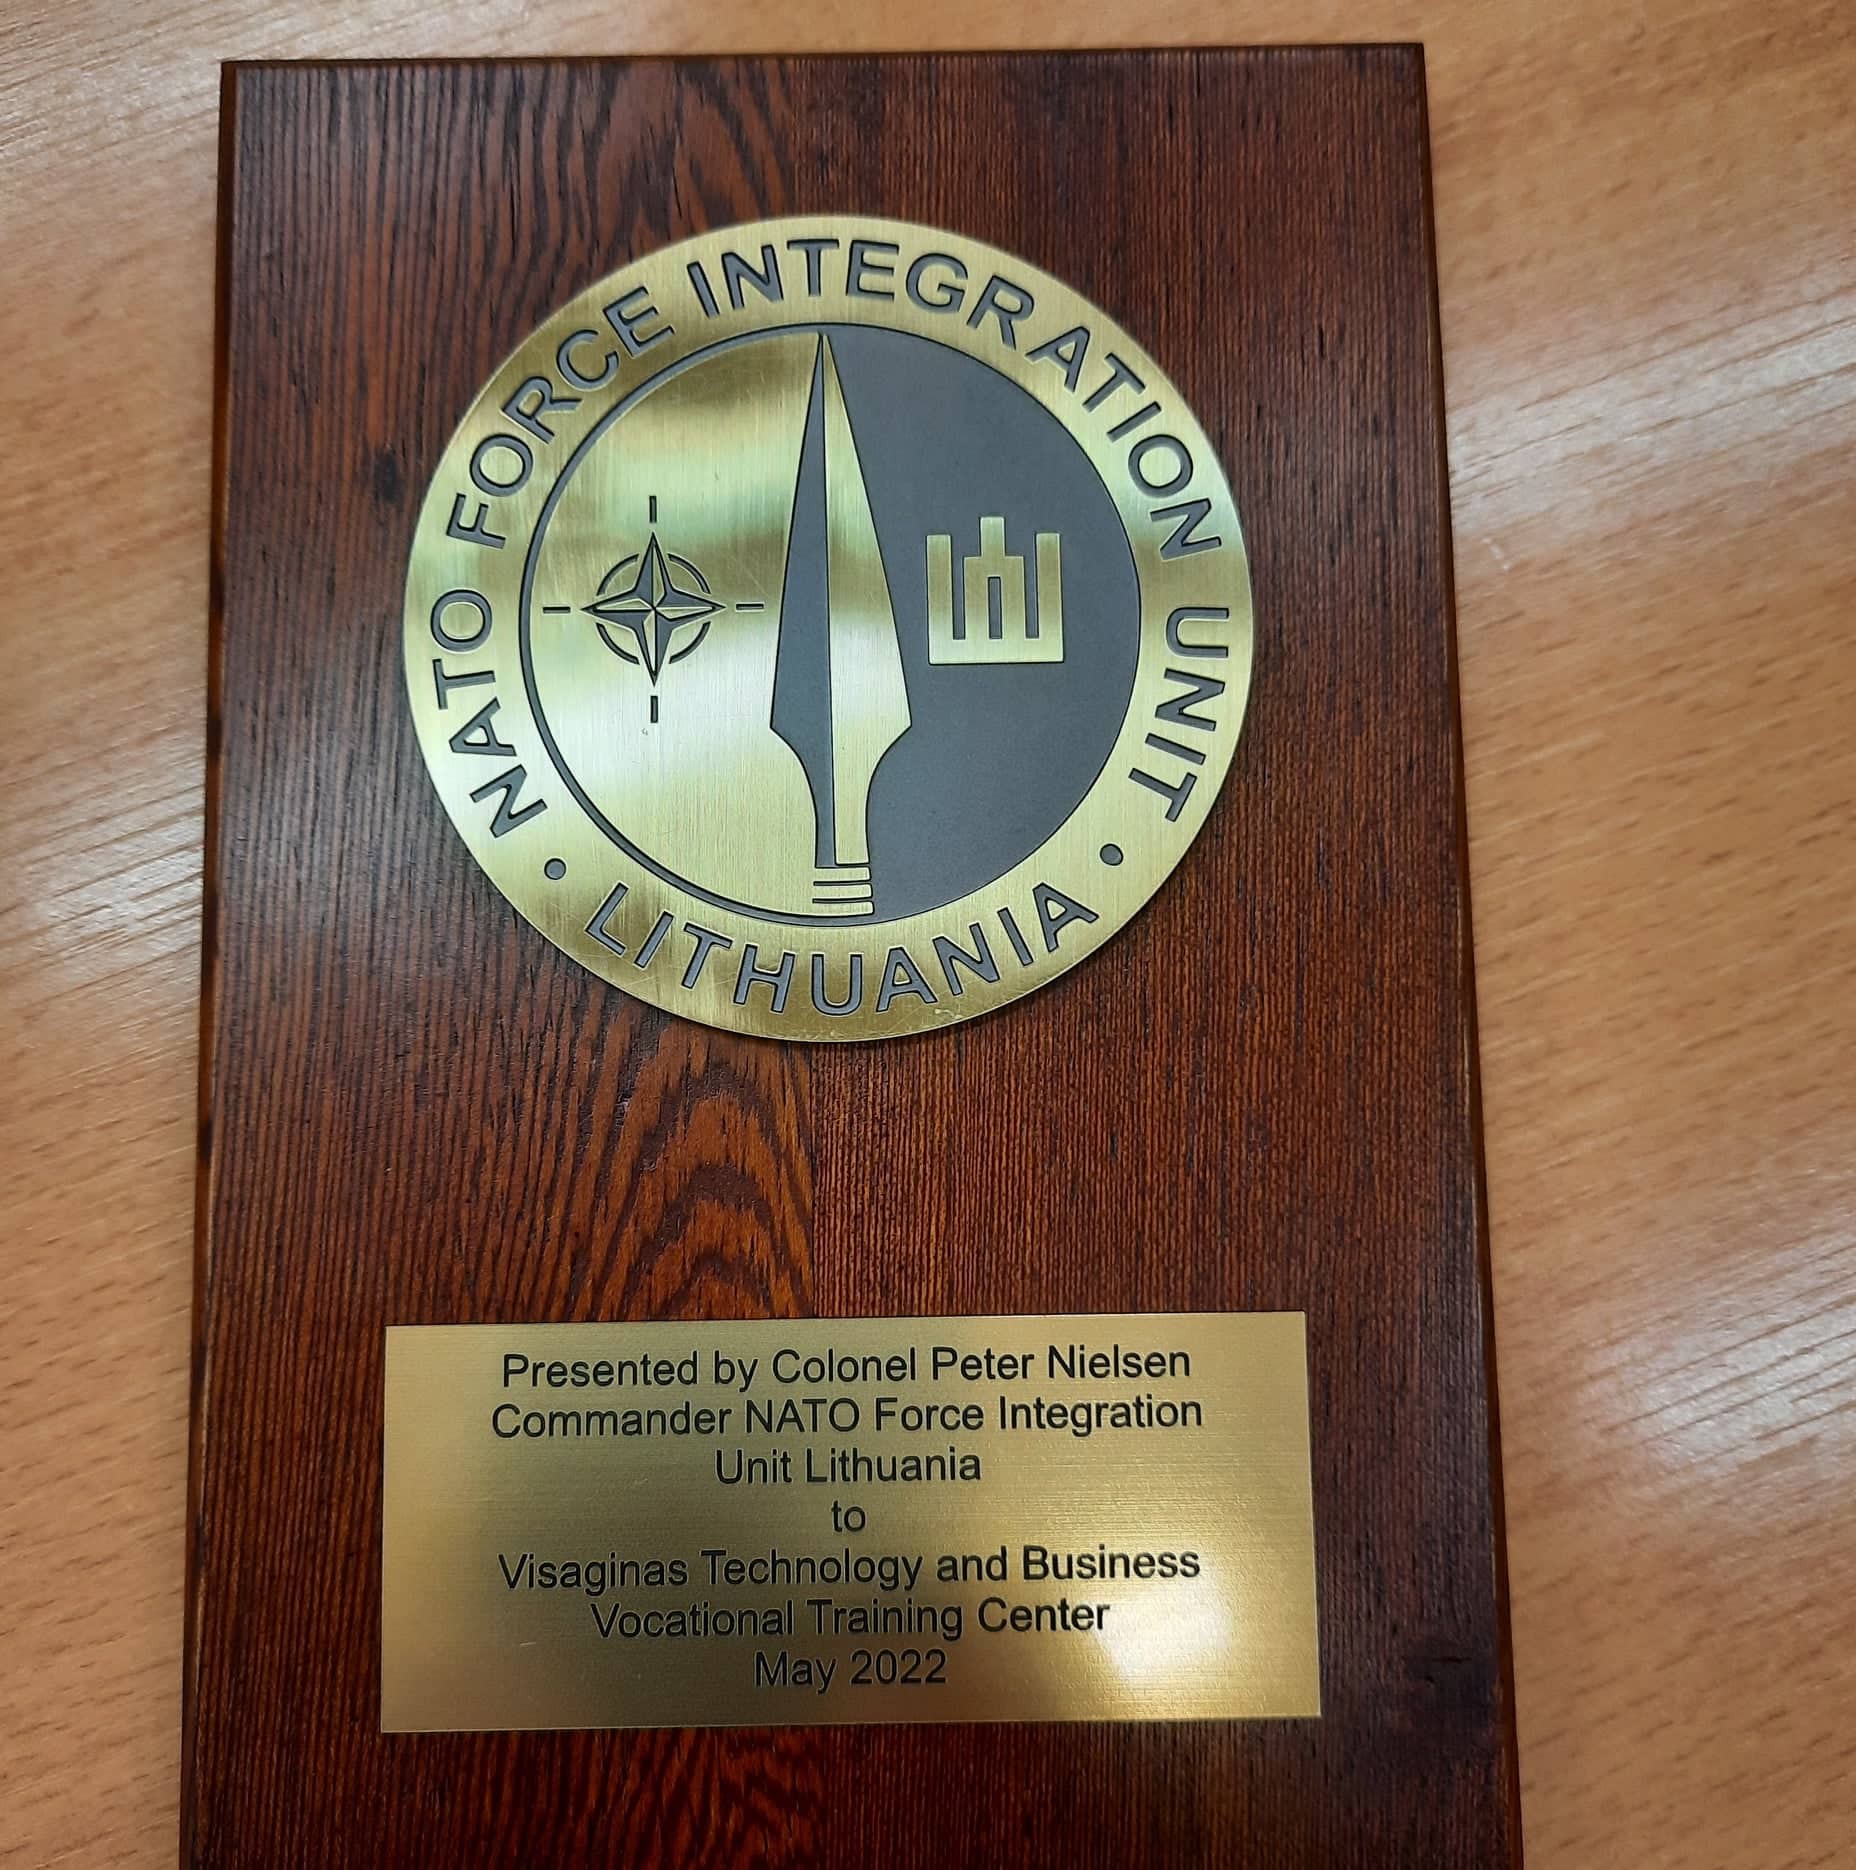 NATO FORCE INTEGRATION UNIT
• LITHUANIA •
Presented by Colonel Peter Nielsen
Commander NATO Force Integration
Unit Lithuania
to
Visaginas Technology and Business
Vocational Training Center
May 2022